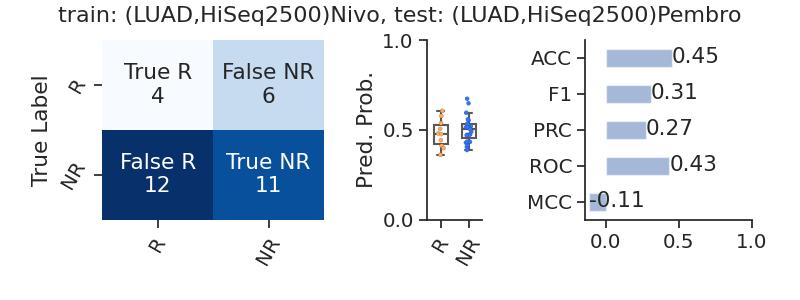 train: (LUAD,HiSeq2500)Nivo, test: (LUAD,HiSeq2500)Pembro
True Label
R
NR
True R
4
False NR
6
False R
12
True NR
11
R
NR
Pred. Prob.
1.0
0.5
0.0
R
NR
ACC
0.45
F1
0.31
PRC
0.27
ROC
0.43
MCC
-0.11
0.0
0.5
1.0